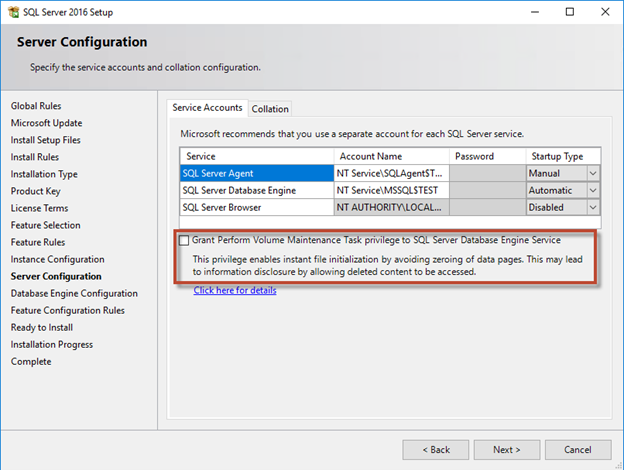 SQL Server 2016 Setup
Server Configuration
Specify the service accounts and collation configuration.
Global Rules
Microsoft Update
Install Setup Files
Install Rules
Installation Type
Product Key
License Terms
Feature Selection
Feature Rules
Instance Configuration
Server Configuration
Database Engine Configuration
Feature Configuration Rules
Ready to Install
Installation Progress
Complete
Service Accounts Collation
Microsoft recommends that you use a separate account for each SQL Server service.
Service Account Name Password Startup Type
SQL Server Agent NT Service\SQLAgent$T... Manual
SQL Server Database Engine NT Service\MSSQL$TEST Automatic
SQL Server Browser NT AUTHORITY\LOCAL... Disabled
Grant Perform Volume Maintenance Task privilege to SQL Server Database Engine Service
This privilege enables instant file initialization by avoiding zeroing of data pages. This may lead
to information disclosure by allowing deleted content to be accessed.
Click here for details
< Back Next > Cancel